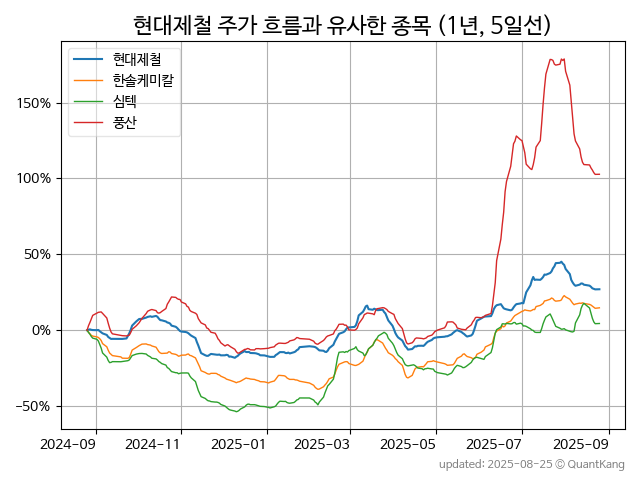 현대제철 주가 흐름과 유사한 종목 (1년, 5일선)
현대제철
한솔케미칼
심텍
풍산
150%
100%
50%
0%
−50%
2024-09
2024-11
2025-01
2025-03
2025-05
2025-07
2025-09
updated: 2025-08-25 © QuantKang